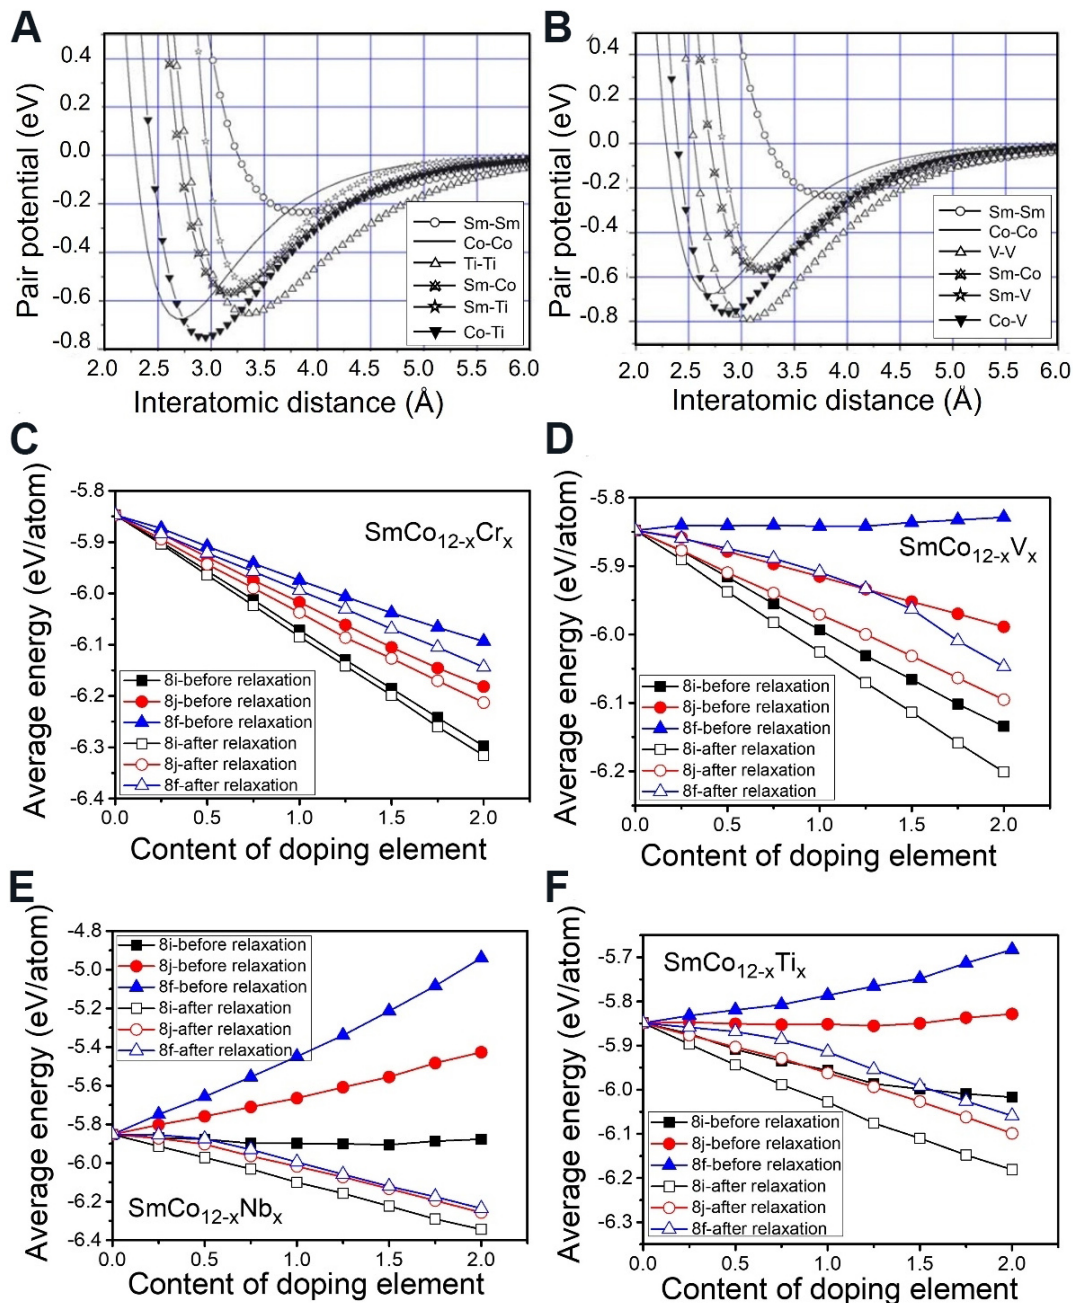 A
0.4
0.2
0.0
-0.2
-0.4
-0.6
-0.8
Pair potential (eV)
Sm-Sm
Co-Co
Ti-Ti
Sm-Co
Sm-Ti
Co-Ti
2.0 2.5 3.0 3.5 4.0 4.5 5.0 5.5 6.0
Interatomic distance (Å)
B
0.4
0.2
0.0
-0.2
-0.4
-0.6
-0.8
Pair potential (eV)
Sm-Sm
Co-Co
V-V
Sm-Co
Sm-V
Co-V
2.0 2.5 3.0 3.5 4.0 4.5 5.0 5.5 6.0
Interatomic distance (Å)
C
-5.8
-5.9
-6.0
-6.1
-6.2
-6.3
-6.4
Average energy (eV/atom)
SmCo12-xCrx
8i-before relaxation
8j-before relaxation
8f-before relaxation
8i-after relaxation
8j-after relaxation
8f-after relaxation
0.0 0.5 1.0 1.5 2.0
Content of doping element
D
-5.8
-5.9
-6.0
-6.1
-6.2
Average energy (eV/atom)
SmCo12-xVx
8i-before relaxation
8j-before relaxation
8f-before relaxation
8i-after relaxation
8j-after relaxation
8f-after relaxation
0.0 0.5 1.0 1.5 2.0
Content of doping element
E
-4.8
-5.0
-5.2
-5.4
-5.6
-5.8
-6.0
-6.2
-6.4
Average energy (eV/atom)
8i-before relaxation
8j-before relaxation
8f-before relaxation
8i-after relaxation
8j-after relaxation
8f-after relaxation
SmCo12-xNbx
0.0 0.5 1.0 1.5 2.0
Content of doping element
F
-5.7
-5.8
-5.9
-6.0
-6.1
-6.2
-6.3
Average energy (eV/atom)
SmCo12-xTix
8i-before relaxation
8j-before relaxation
8f-before relaxation
8i-after relaxation
8j-after relaxation
8f-after relaxation
0.0 0.5 1.0 1.5 2.0
Content of doping element